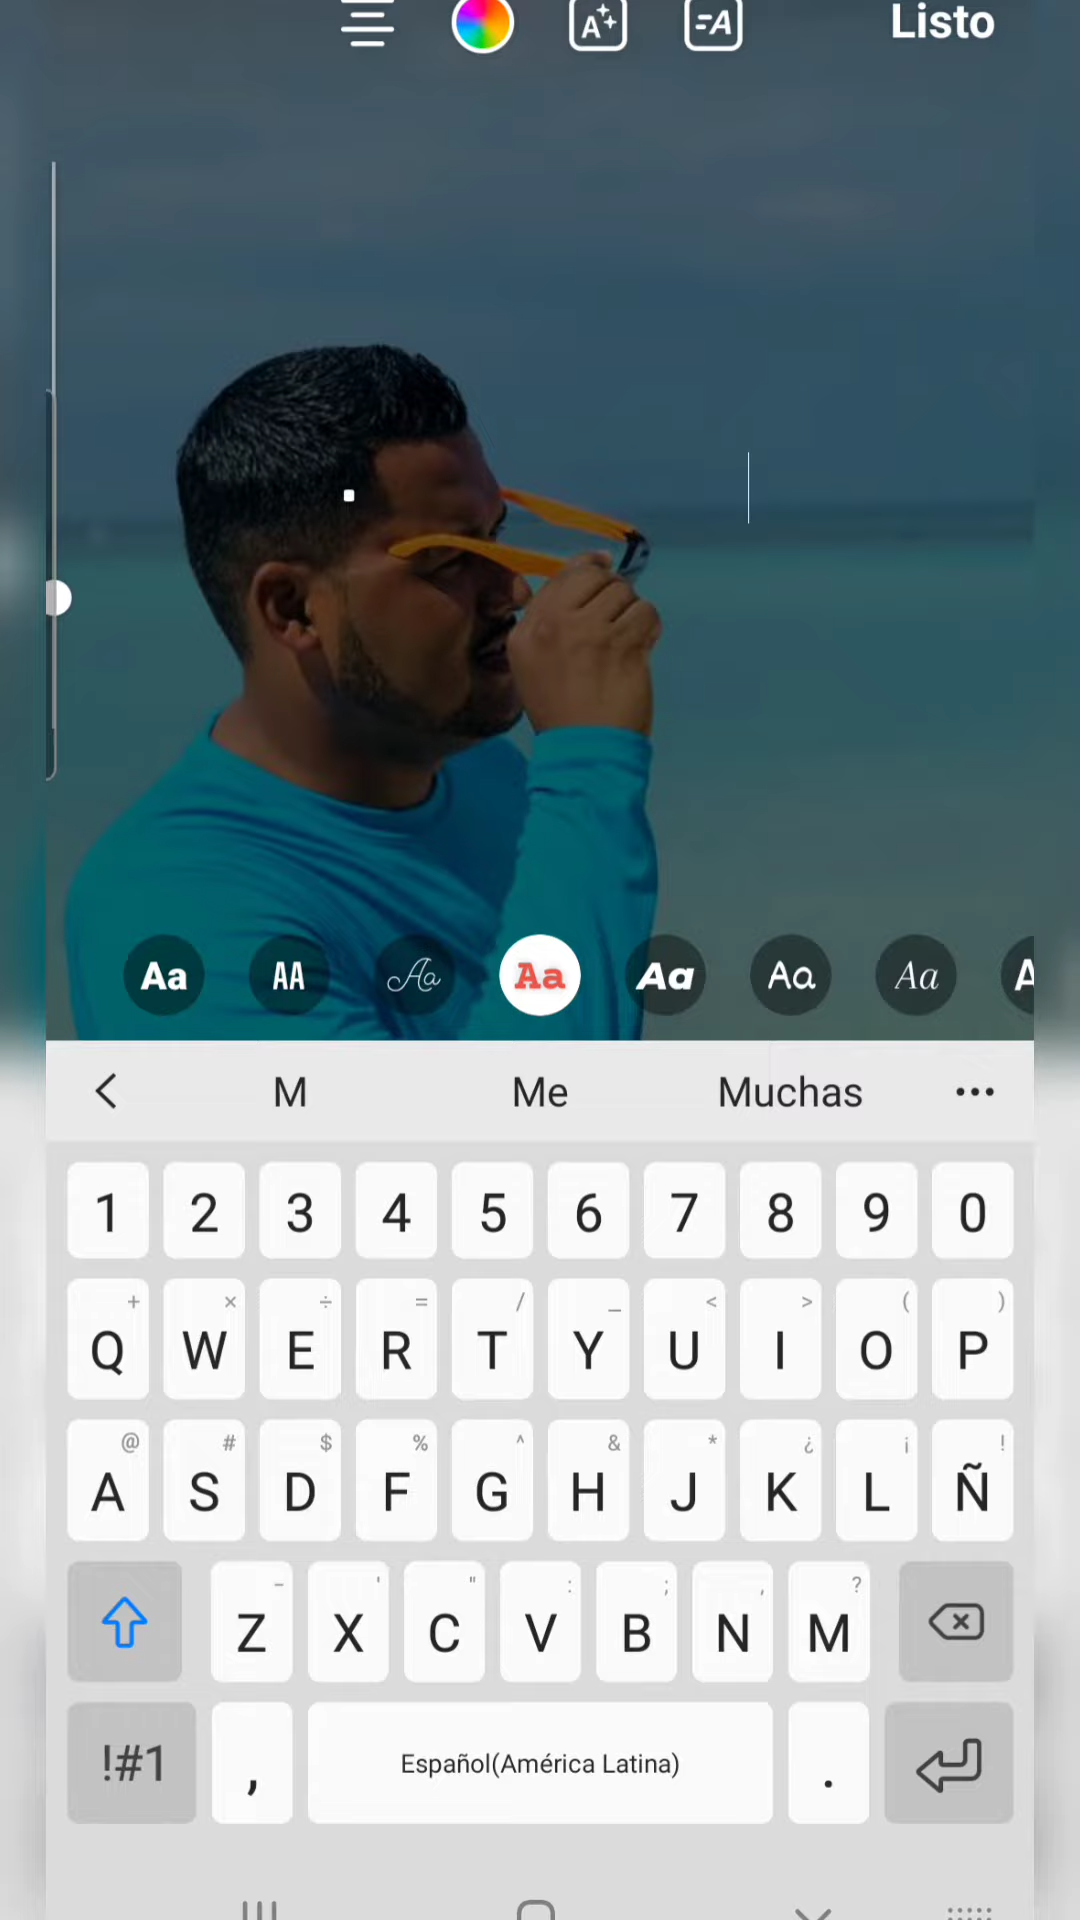 A =A Listo
.
Aa AA Aa Aa Aa Aa Aa A
M Me Muchas ...
1 2 3 4 5 6 7 8 9 0
+ × ÷ = / _ < > ( )
Q W E R T Y U I O P
@ # $ % ^ & * ¿ ¡ !
A S D F G H J K L Ñ
- ' " : ; , ?
Z X C V B N M
!#1 , Español(América Latina) .